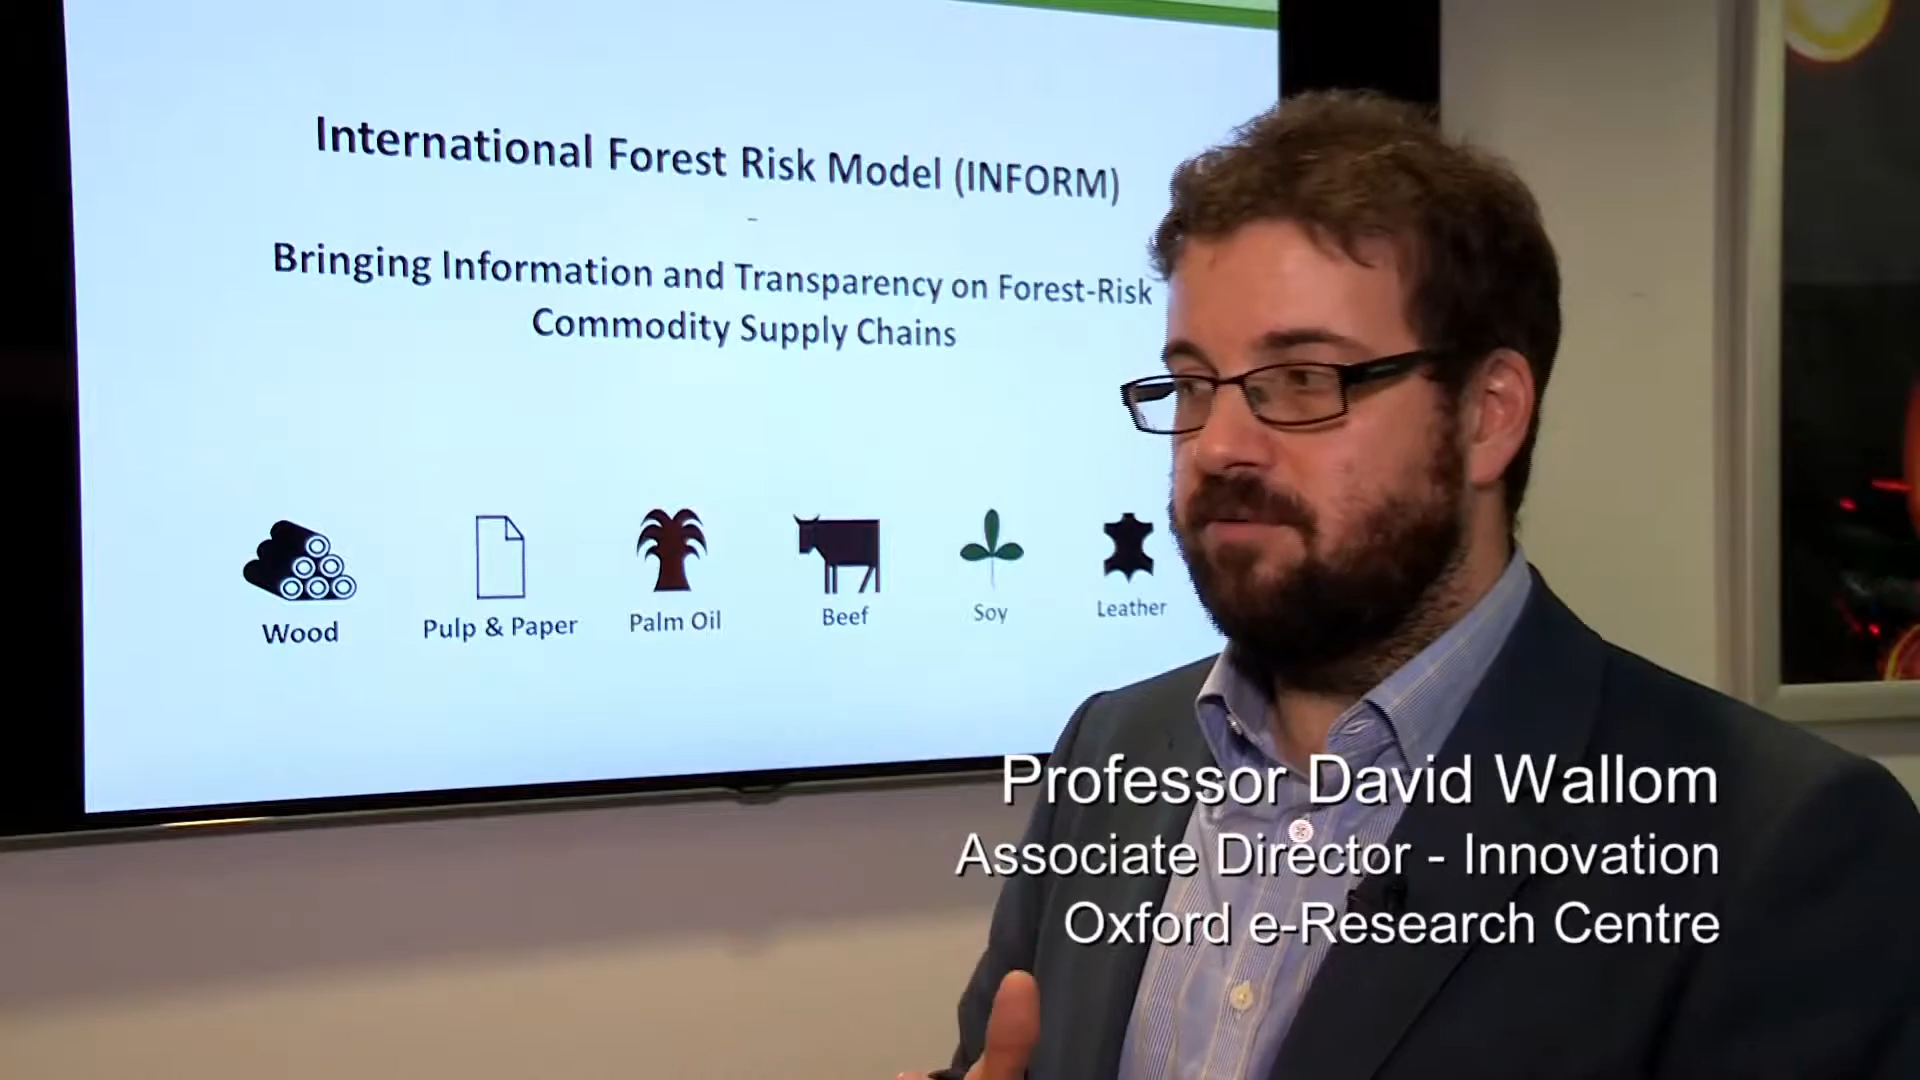 International Forest Risk Model (INFORM)
-
Bringing Information and Transparency on Forest-Risk
Commodity Supply Chains
Wood
Pulp & Paper
Palm Oil
Beef
Soy
Leather
Professor David Wallom
Associate Director - Innovation
Oxford e-Research Centre